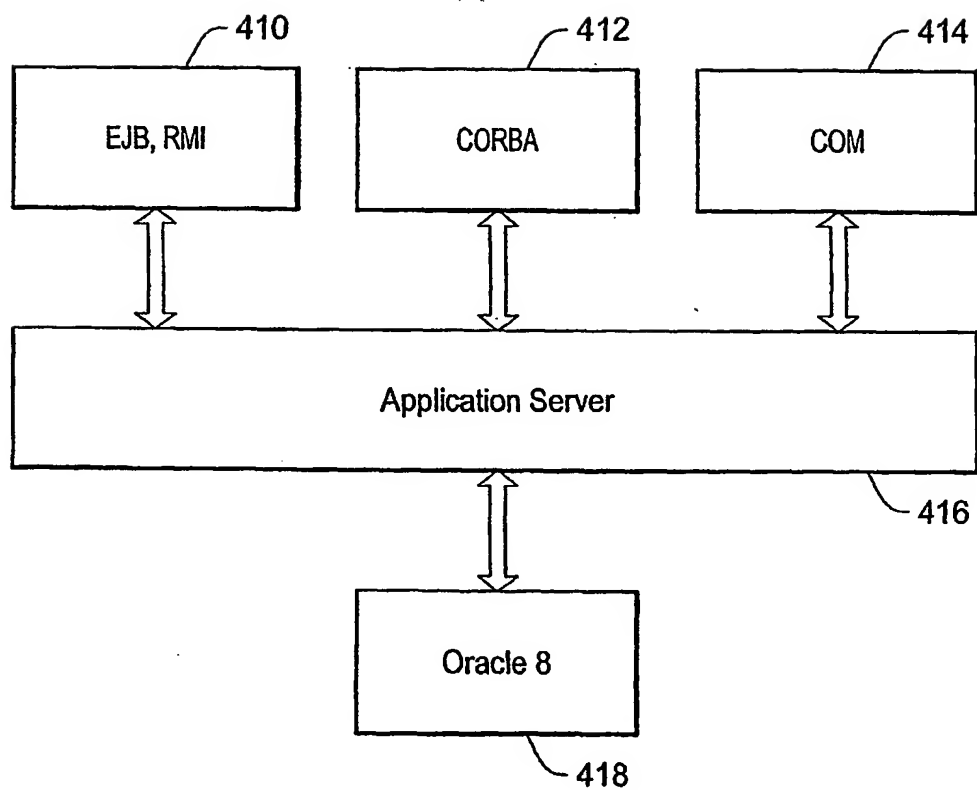 410
412
414
EJB, RMI
CORBA
COM
Application Server
416
Oracle 8
418